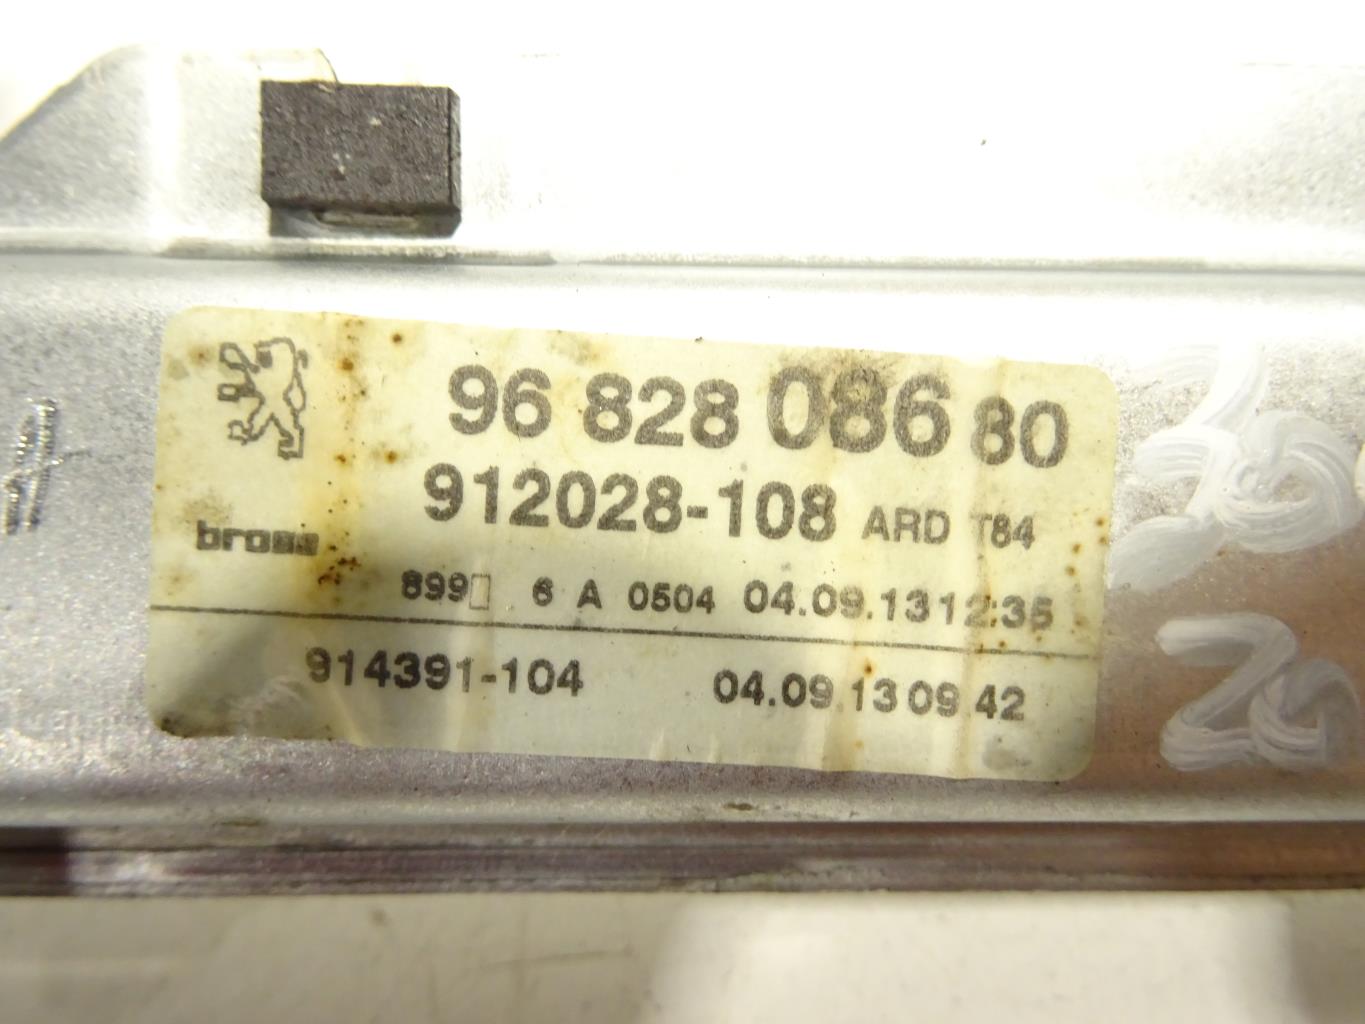 96 828 086 80
912028-108 ARD T84
brose
899 6 A 0504 04.09.13 12:35
914391-104 04.09.13 09 42